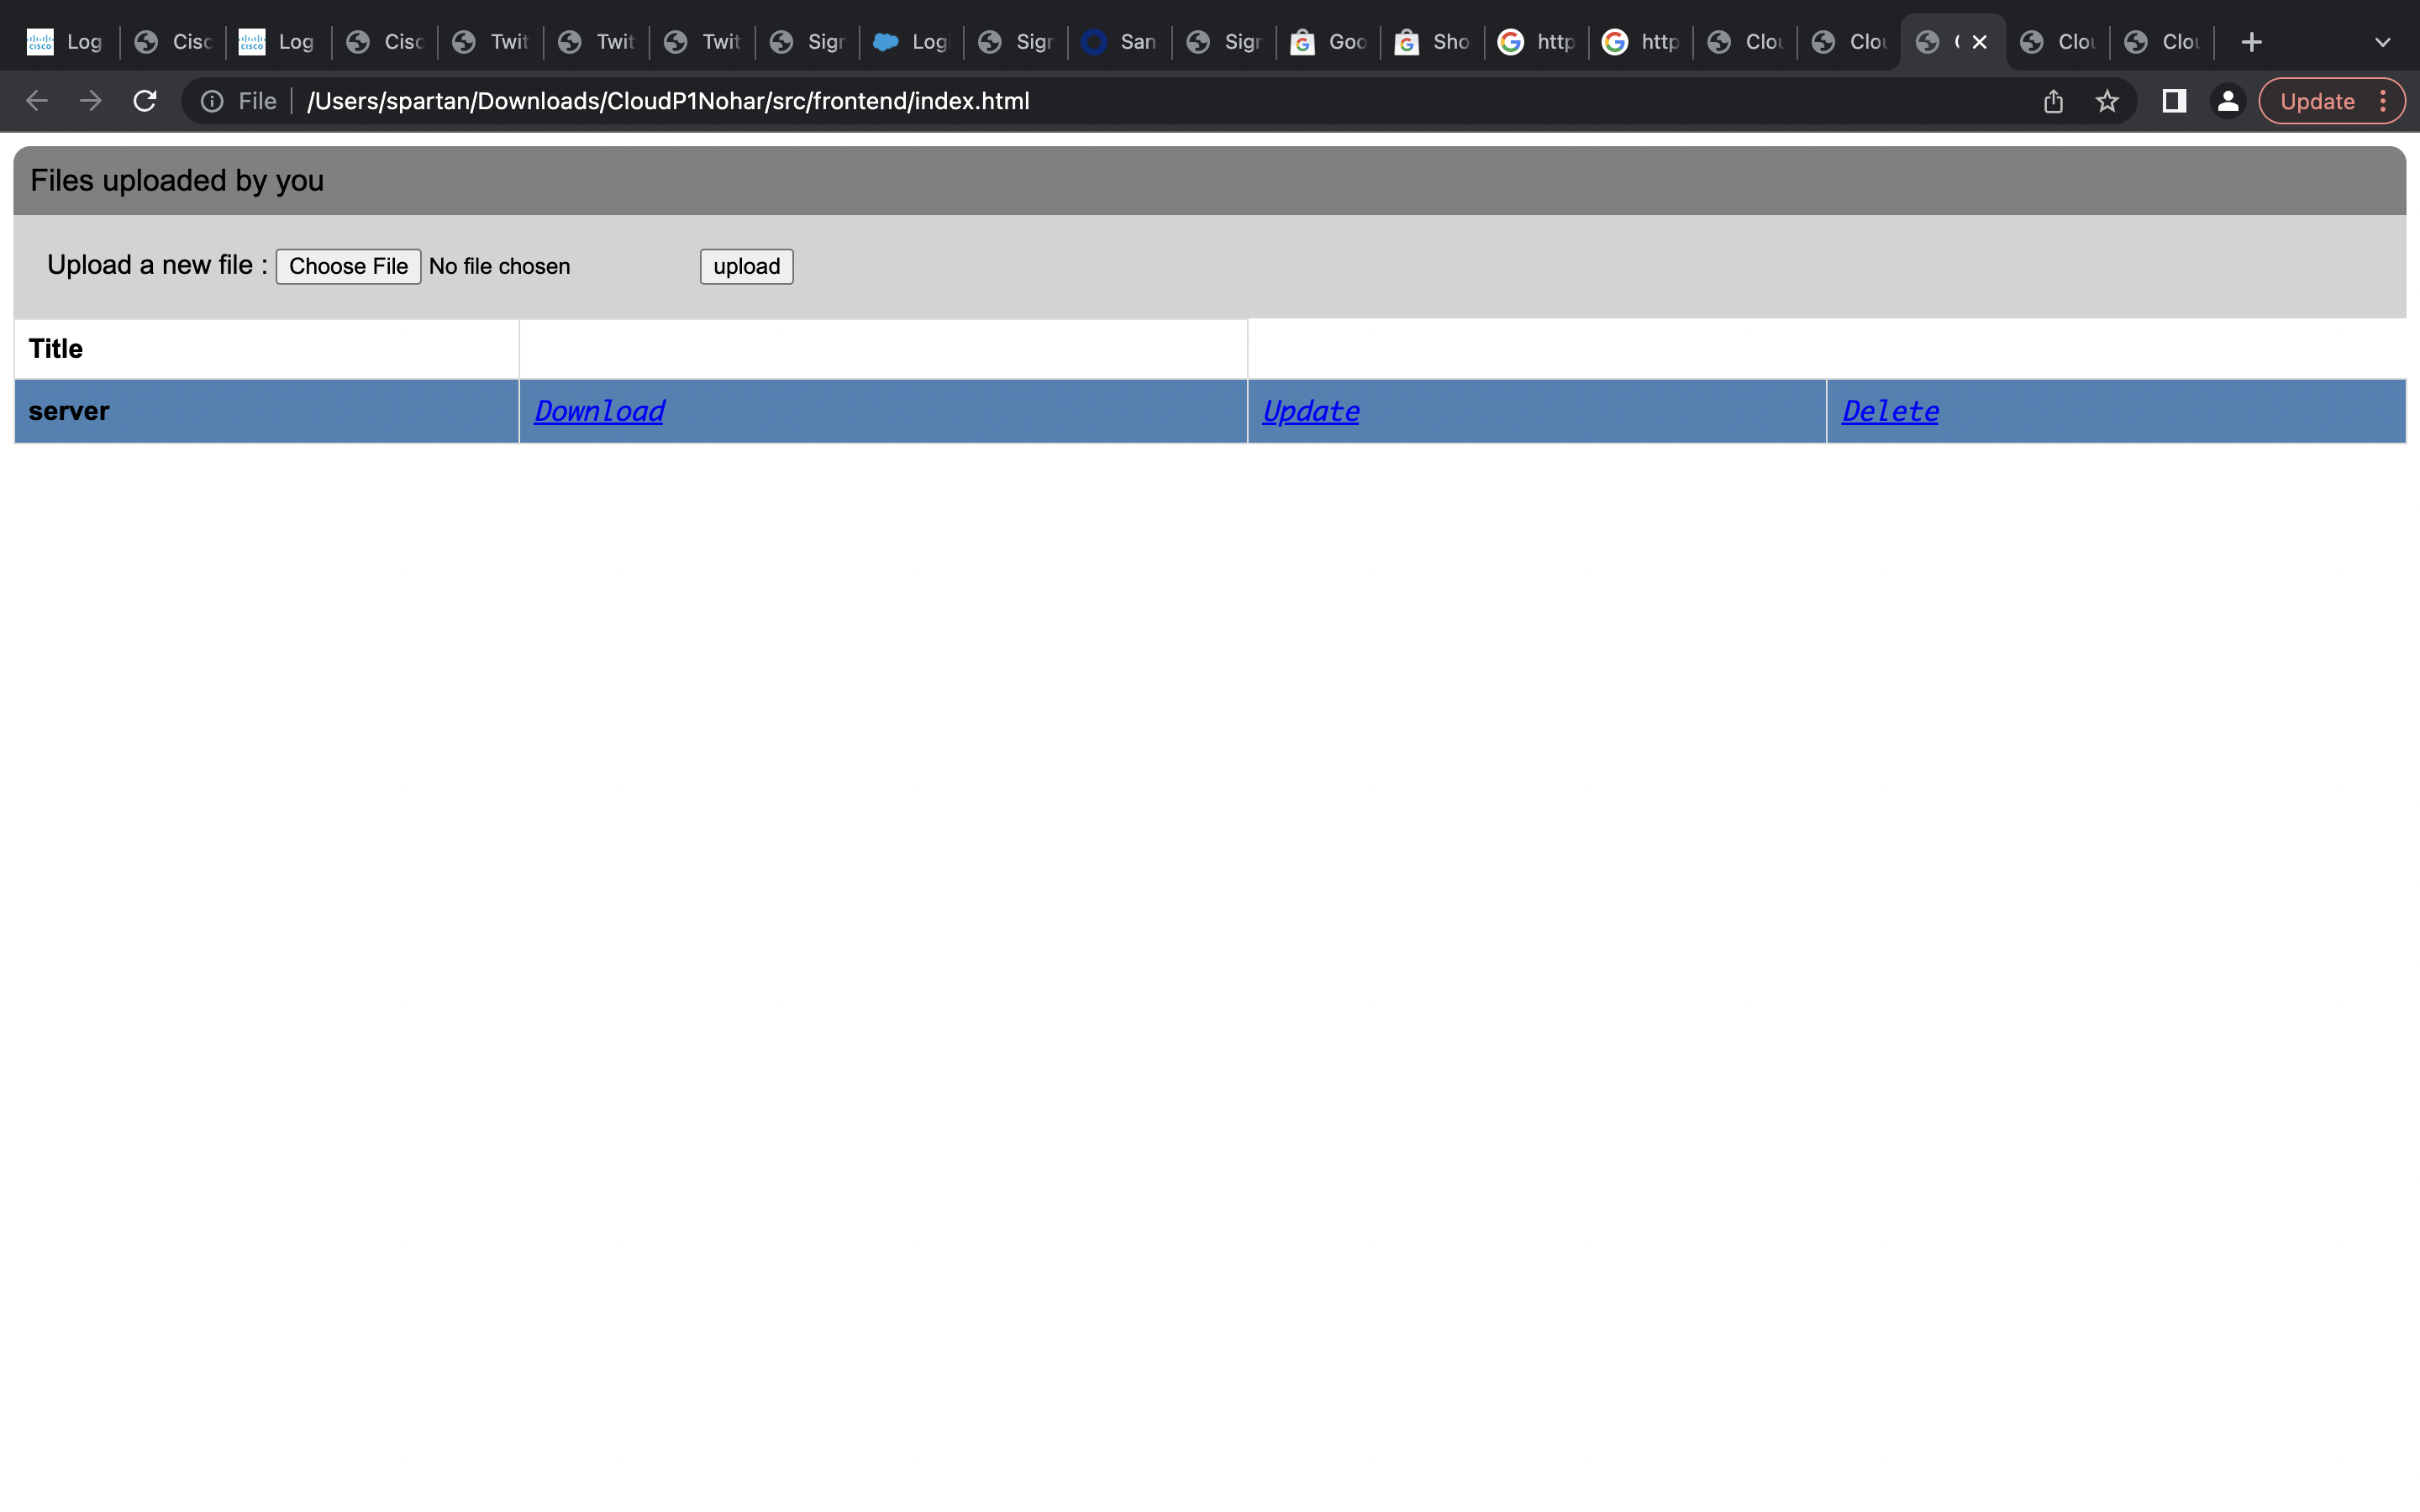 Log Cisc Log Cisc Twit Twit Twit Sigr Log Sigr San Sigr Goo Sho http http Clou Clou Clou Clou
File /Users/spartan/Downloads/CloudP1Nohar/src/frontend/index.html Update
Files uploaded by you
Upload a new file : Choose File No file chosen upload
Title
server Download Update Delete